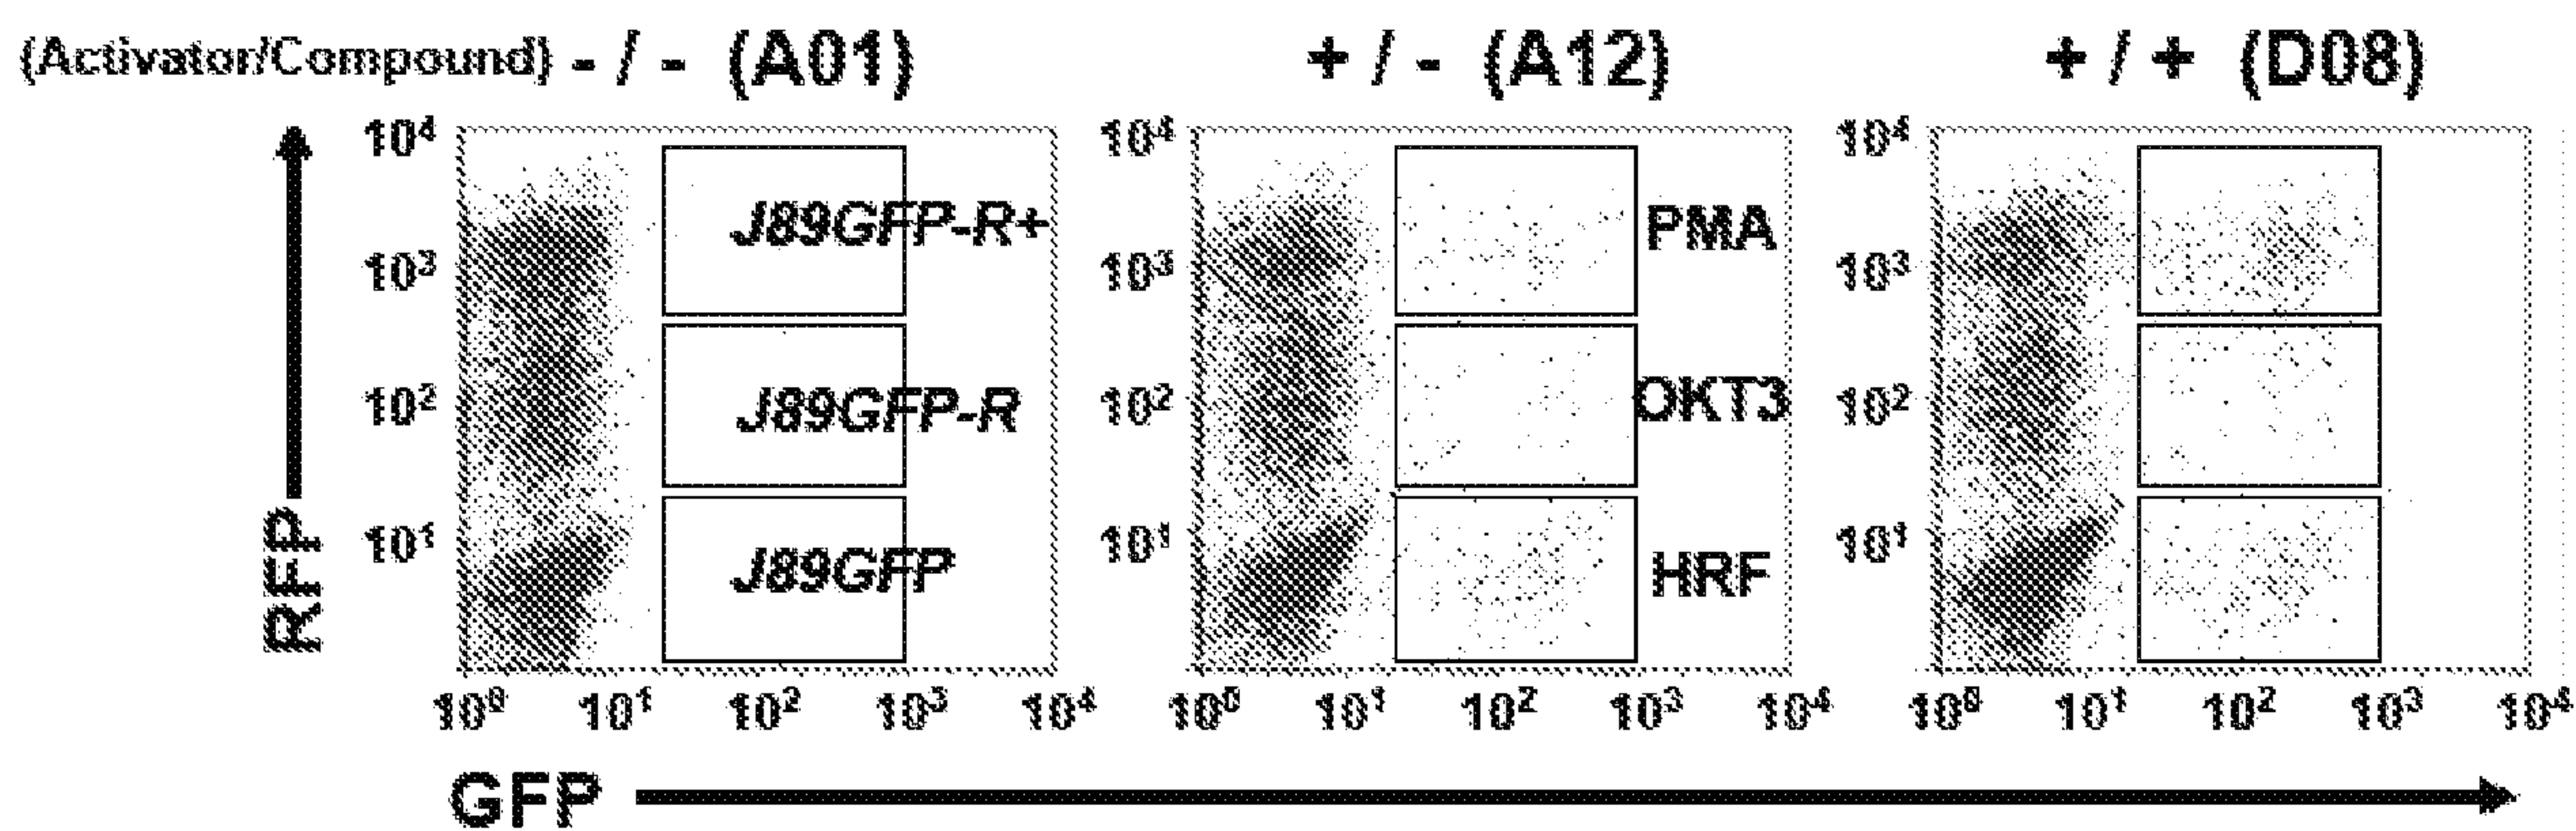 (Activator/Compound) - / - (A01) + / - (A12) + / + (D08)
10⁴ 10⁴ 10⁴
J89GFP-R+ PMA
10³ 10³ 10³
J89GFP-R OKT3
10² 10² 10²
J89GFP HRF
10¹ 10¹ 10¹
RFP
10⁰ 10¹ 10² 10³ 10⁴ 10⁰ 10¹ 10² 10³ 10⁴ 10⁰ 10¹ 10² 10³ 10⁴
GFP